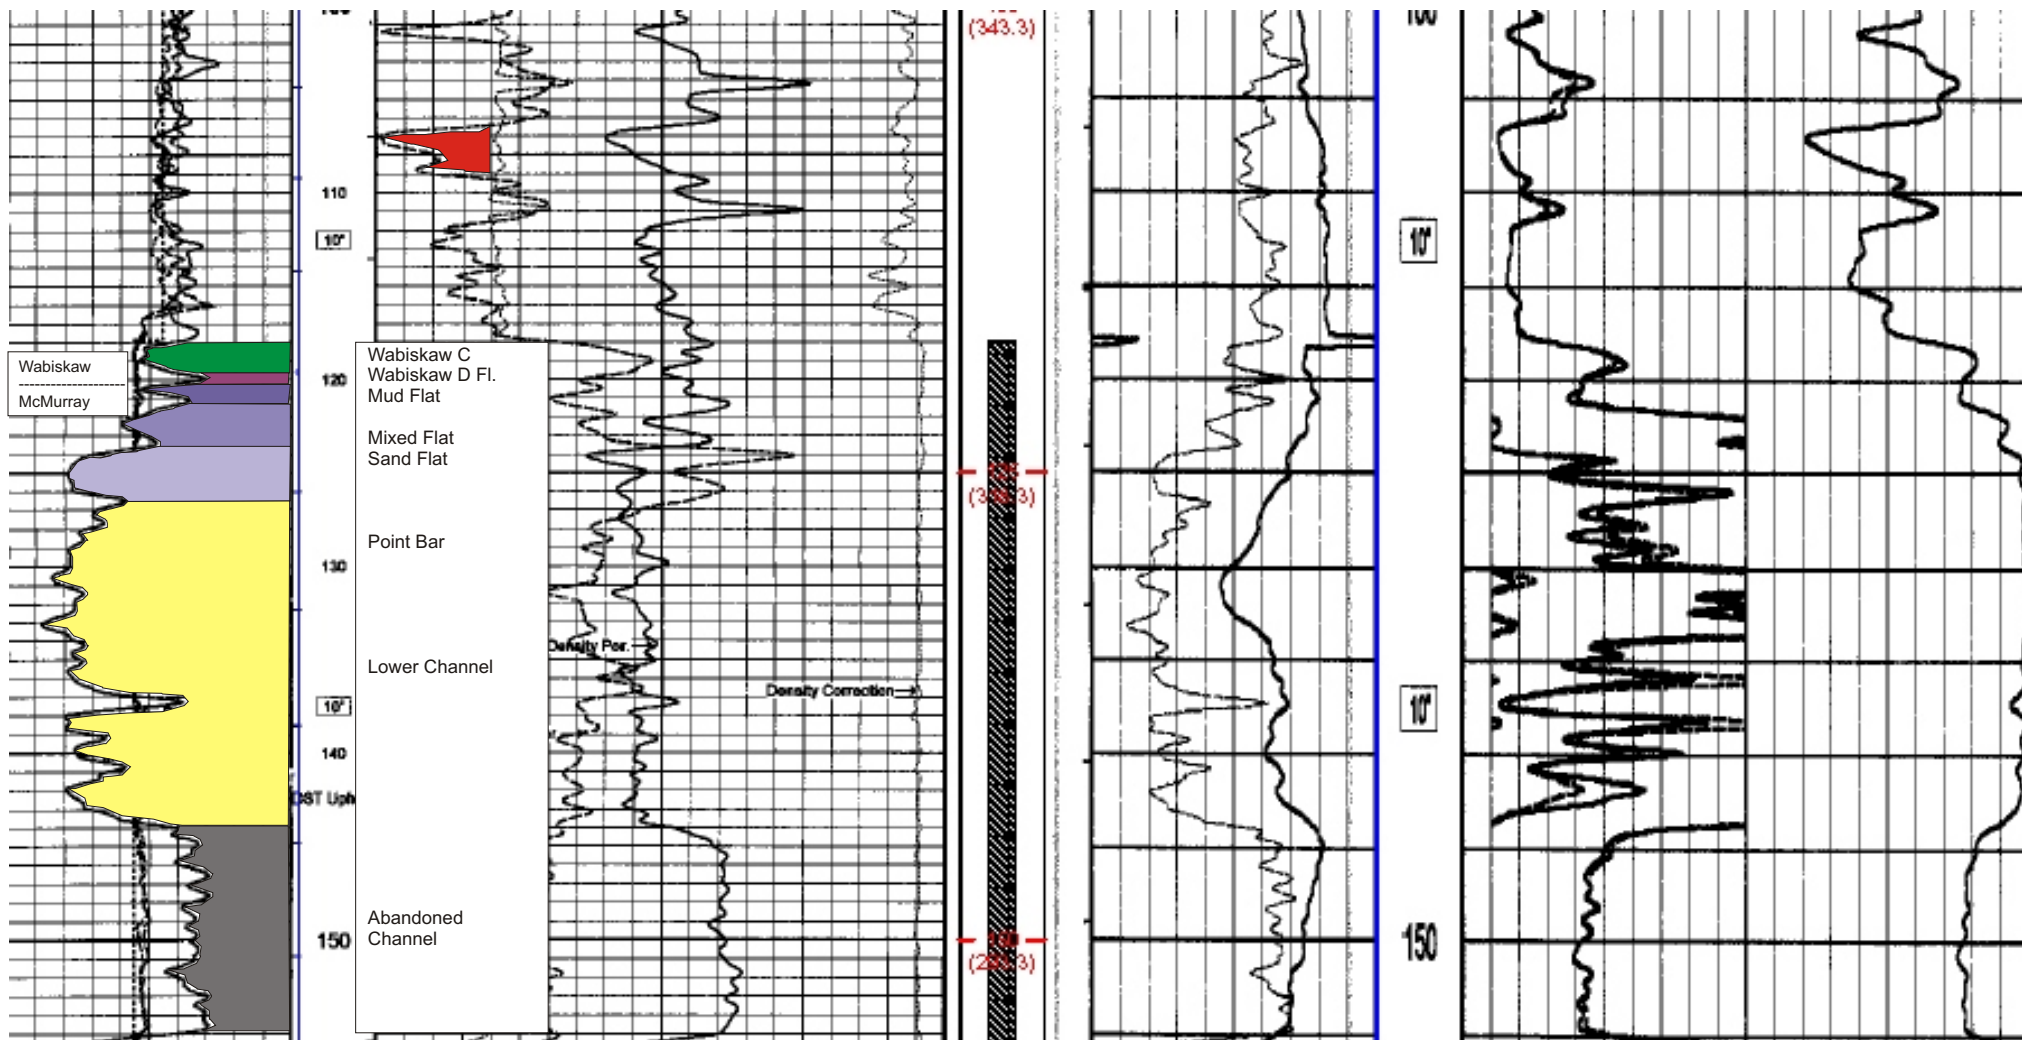 (343.3)
110
10"
Wabiskaw
McMurray
120
Wabiskaw C
Wabiskaw D Fl.
Mud Flat
Mixed Flat
Sand Flat
125
Point Bar
130
Density Por.
Lower Channel
Density Correction
10"
10"
10"
140
DST Uph
Abandoned
Channel
150
150